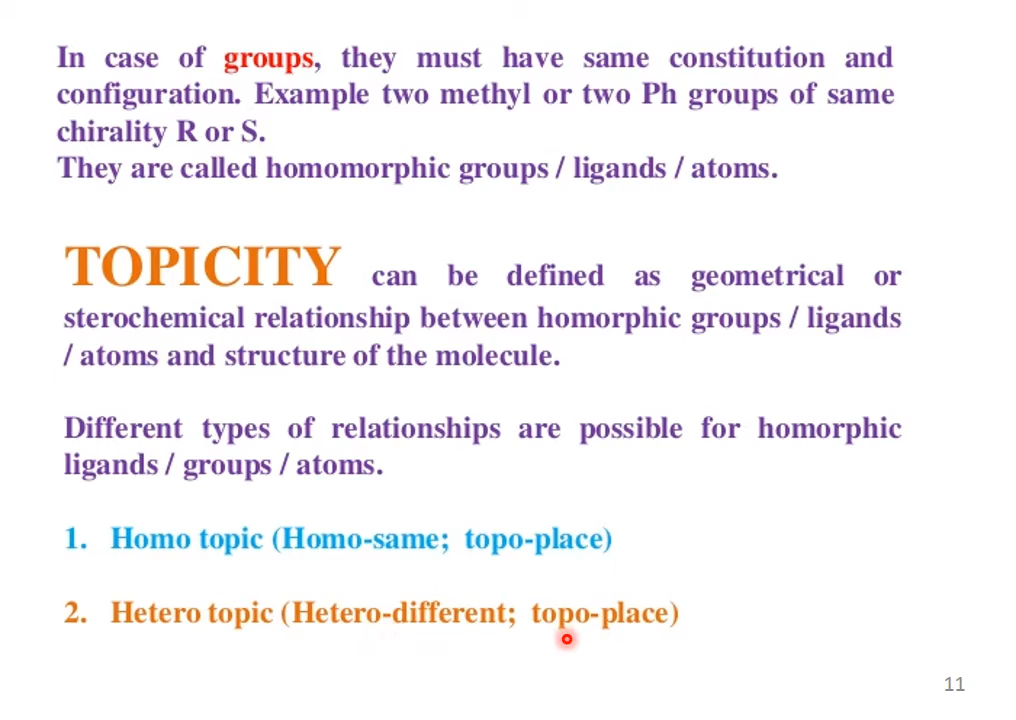 In case of groups, they must have same constitution and
configuration. Example two methyl or two Ph groups of same
chirality R or S.
They are called homomorphic groups / ligands / atoms.
TOPICITY can be defined as geometrical or
sterochemical relationship between homorphic groups / ligands
/ atoms and structure of the molecule.
Different types of relationships are possible for homorphic
ligands / groups / atoms.
1. Homo topic (Homo-same; topo-place)
2. Hetero topic (Hetero-different; topo-place)
11